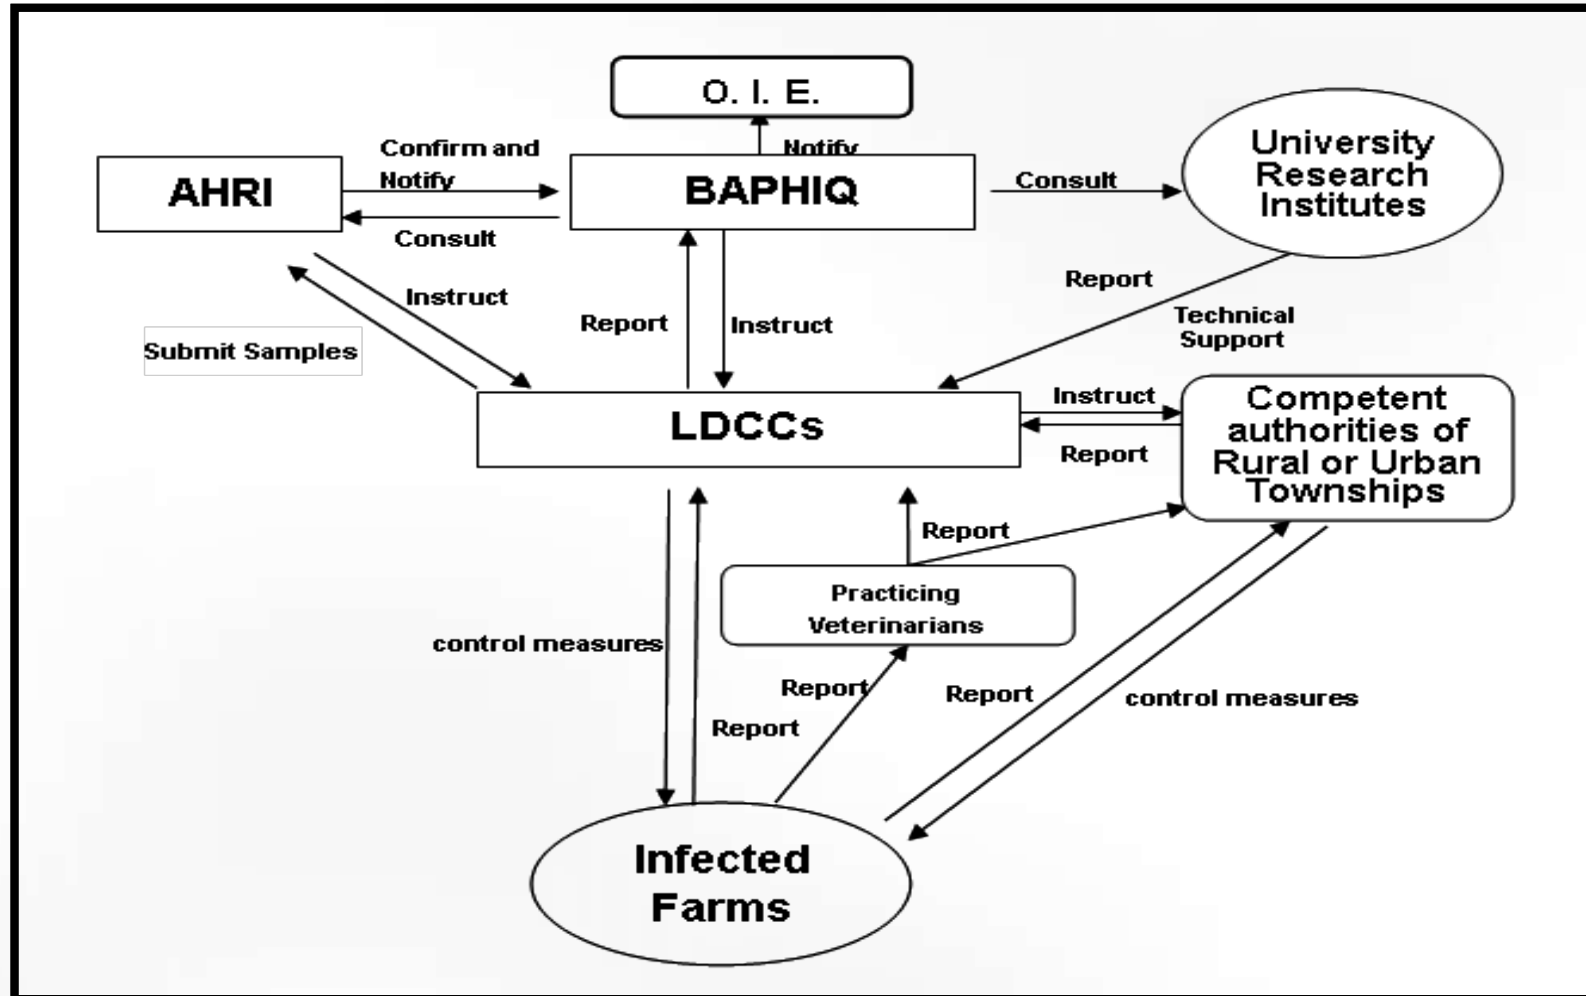 O. I. E.
Notify
Confirm and
Notify
AHRI
BAPHIQ
Consult
University
Research
Institutes
Consult
Instruct
Report
Instruct
Report
Technical
Support
Submit Samples
LDCCs
Instruct
Report
Competent
authorities of
Rural or Urban
Townships
Report
Practicing
Veterinarians
control measures
Report
Report
Report
control measures
Infected
Farms